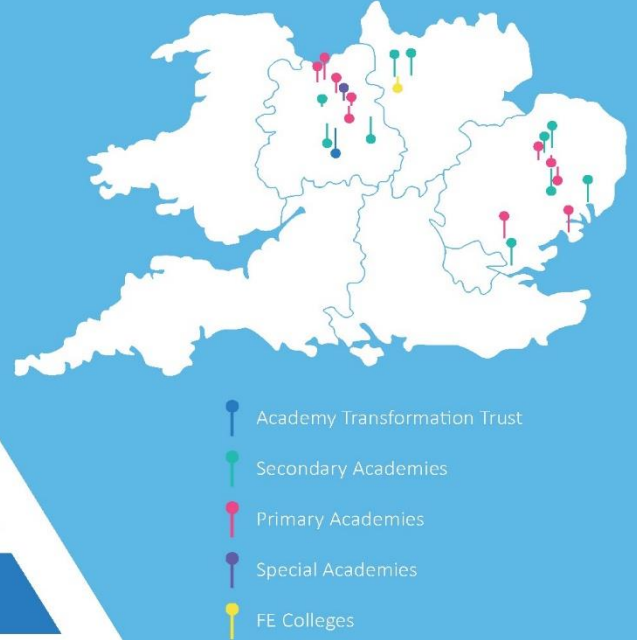 Academy Transformation Trust
Secondary Academies
Primary Academies
Special Academies
FE Colleges